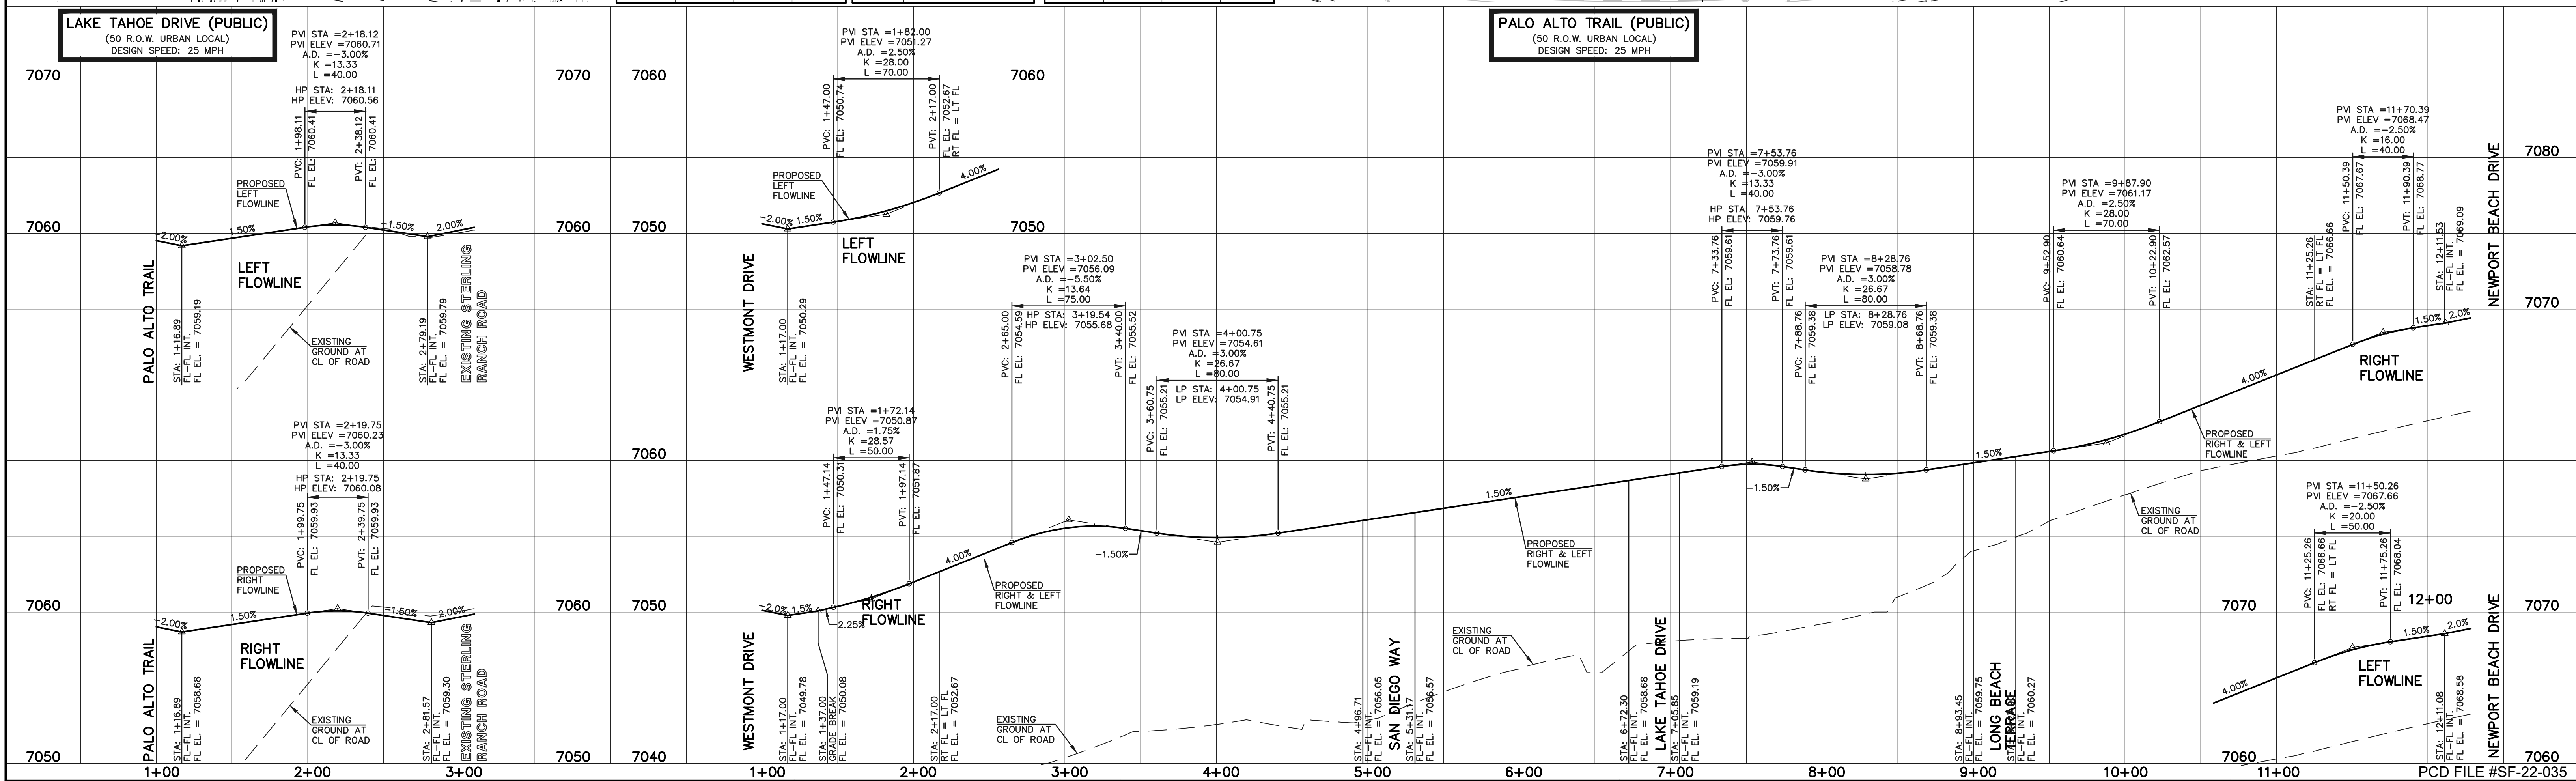 LAKE TAHOE DRIVE (PUBLIC)
(50 R.O.W. URBAN LOCAL)
DESIGN SPEED: 25 MPH
PVI STA =2+18.12
PVI ELEV =7060.71
A.D. =-3.00%
K =13.33
L =40.00
HP STA: 2+18.11
HP ELEV: 7060.56
PVC: 1+98.11
FL EL: 7060.41
PVT: 2+38.12
FL EL: 7060.41
7070
7070
7060
7060
PROPOSED
LEFT
FLOWLINE
-2.00%
1.50%
-1.50%
2.00%
LEFT
FLOWLINE
PALO ALTO TRAIL
STA: 1+16.89
FL-FL INT.
FL EL. = 7059.19
EXISTING
GROUND AT
CL OF ROAD
STA: 2+79.19
FL-FL INT.
FL EL. = 7059.79
EXISTING STERLING
RANCH ROAD
PVI STA =2+19.75
PVI ELEV =7060.23
A.D. =-3.00%
K =13.33
L =40.00
HP STA: 2+19.75
HP ELEV: 7060.08
PVC: 1+99.75
FL EL: 7059.93
PVT: 2+39.75
FL EL: 7059.93
PROPOSED
RIGHT
FLOWLINE
7060
7060
-2.00%
1.50%
-1.50%
2.00%
RIGHT
FLOWLINE
PALO ALTO TRAIL
STA: 1+16.89
FL-FL INT.
FL EL. = 7058.68
EXISTING
GROUND AT
CL OF ROAD
STA: 2+81.57
FL-FL INT.
FL EL. = 7059.30
EXISTING STERLING
RANCH ROAD
7050
7050
1+00
2+00
3+00
PALO ALTO TRAIL (PUBLIC)
(50 R.O.W. URBAN LOCAL)
DESIGN SPEED: 25 MPH
PVI STA =1+82.00
PVI ELEV =7051.27
A.D. =2.50%
K =28.00
L =70.00
7060
7060
PVC: 1+47.00
FL EL: 7050.74
PVT: 2+17.00
FL EL: 7052.67
RT FL = LT FL
PROPOSED
LEFT
FLOWLINE
-2.00%
1.50%
4.00%
7050
7050
LEFT
FLOWLINE
WESTMONT DRIVE
STA: 1+17.00
FL-FL INT.
FL EL. = 7050.29
PVI STA =1+72.14
PVI ELEV =7050.87
A.D. =1.75%
K =28.57
L =50.00
7060
PVC: 1+47.14
FL EL: 7050.31
PVT: 1+97.14
FL EL: 7051.87
7050
-2.0%
1.5%
2.25%
4.00%
RIGHT
FLOWLINE
WESTMONT DRIVE
STA: 1+17.00
FL-FL INT.
FL EL. = 7049.78
STA: 1+37.00
GRADE BREAK
FL EL. = 7050.08
STA: 2+17.00
RT FL = LT FL
FL EL. = 7052.67
PROPOSED
RIGHT & LEFT
FLOWLINE
PVI STA =3+02.50
PVI ELEV =7056.09
A.D. =-5.50%
K =13.64
L =75.00
HP STA: 3+19.54
HP ELEV: 7055.68
PVC: 2+65.00
FL EL: 7054.59
PVT: 3+40.00
FL EL: 7055.52
-1.50%
PVI STA =4+00.75
PVI ELEV =7054.61
A.D. =3.00%
K =26.67
L =80.00
LP STA: 4+00.75
LP ELEV: 7054.91
PVC: 3+60.75
FL EL: 7055.21
PVT: 4+40.75
FL EL: 7055.21
EXISTING
GROUND AT
CL OF ROAD
STA: 4+96.71
FL-FL INT.
FL EL. = 7056.05
SAN DIEGO WAY
STA: 5+31.17
FL-FL INT.
FL EL. = 7056.57
1.50%
PROPOSED
RIGHT & LEFT
FLOWLINE
EXISTING
GROUND AT
CL OF ROAD
STA: 6+72.30
FL-FL INT.
FL EL. = 7058.68
LAKE TAHOE DRIVE
STA: 7+05.85
FL-FL INT.
FL EL. = 7059.19
PVI STA =7+53.76
PVI ELEV =7059.91
A.D. =-3.00%
K =13.33
L =40.00
HP STA: 7+53.76
HP ELEV: 7059.76
PVC: 7+33.76
FL EL: 7059.61
PVT: 7+73.76
FL EL: 7059.61
-1.50%
PVI STA =8+28.76
PVI ELEV =7058.78
A.D. =3.00%
K =26.67
L =80.00
LP STA: 8+28.76
LP ELEV: 7059.08
PVC: 7+88.76
FL EL: 7059.38
PVT: 8+68.76
FL EL: 7059.38
1.50%
STA: 8+93.45
FL-FL INT.
FL EL. = 7059.75
LONG BEACH
TERRACE
FL-FL INT.
FL EL. = 7060.27
PVI STA =9+87.90
PVI ELEV =7061.17
A.D. =2.50%
K =28.00
L =70.00
PVC: 9+52.90
FL EL: 7060.64
PVT: 10+22.90
FL EL: 7062.57
4.00%
EXISTING
GROUND AT
CL OF ROAD
PROPOSED
RIGHT & LEFT
FLOWLINE
PVI STA =11+70.39
PVI ELEV =7068.47
A.D. =-2.50%
K =16.00
L =40.00
STA: 11+25.26
RT FL = LT FL
FL EL. = 7066.66
PVC: 11+50.39
FL EL: 7067.67
PVT: 11+90.39
FL EL: 7068.77
STA: 12+11.53
FL-FL INT.
FL EL. = 7069.09
NEWPORT BEACH DRIVE
7080
7070
1.50%
2.0%
RIGHT
FLOWLINE
PVI STA =11+50.26
PVI ELEV =7067.66
A.D. =-2.50%
K =20.00
L =50.00
PVC: 11+25.26
FL EL: 7066.66
RT FL = LT FL
PVT: 11+75.26
FL EL: 7068.04
7070
12+00
7070
4.00%
1.50%
2.0%
LEFT
FLOWLINE
STA: 12+11.08
FL-FL INT.
FL EL. = 7068.58
NEWPORT BEACH DRIVE
7060
7060
7040
1+00
2+00
3+00
4+00
5+00
6+00
7+00
8+00
9+00
10+00
11+00
PCD FILE #SF-22-035